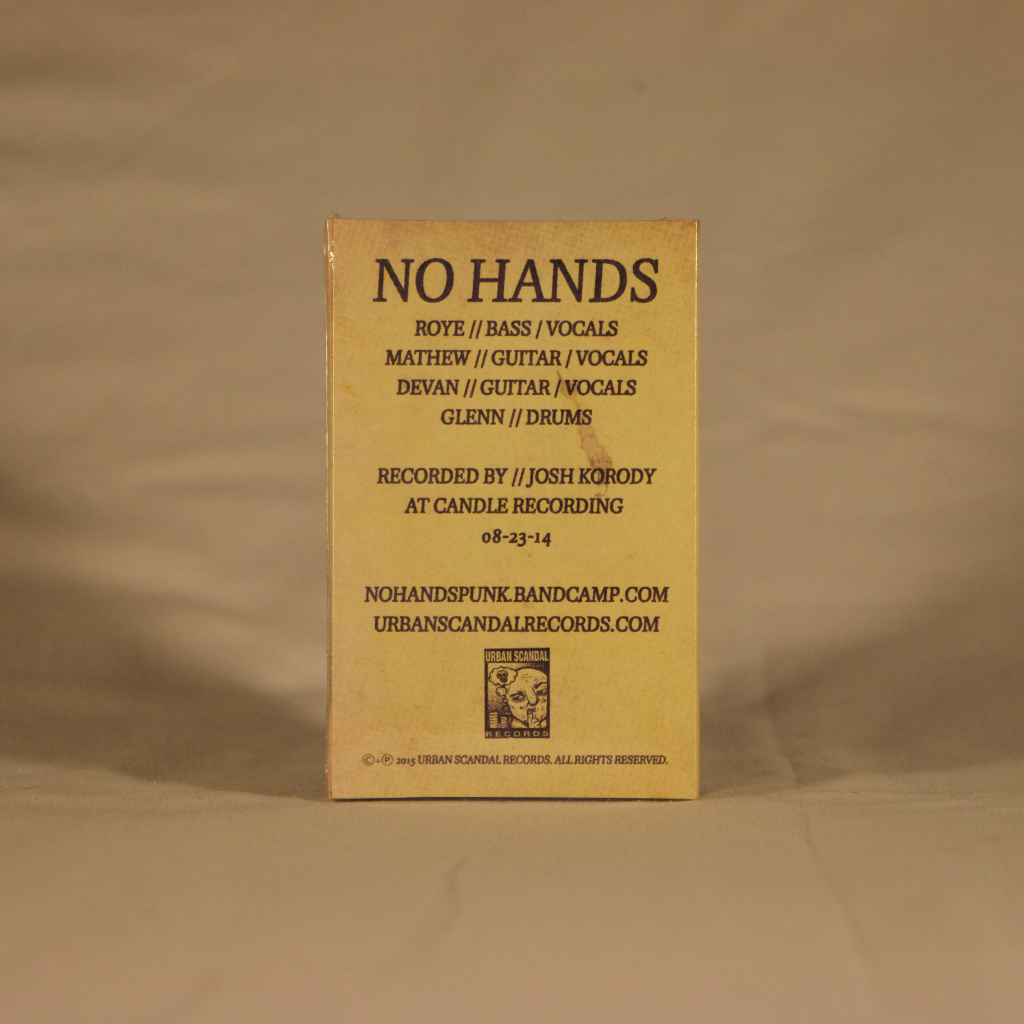 NO HANDS
ROYE // BASS / VOCALS
MATHEW // GUITAR / VOCALS
DEVAN // GUITAR / VOCALS
GLENN // DRUMS
RECORDED BY // JOSH KORODY
AT CANDLE RECORDING
08-23-14
NOHANDSPUNK.BANDCAMP.COM
URBANSCANDALRECORDS.COM
URBAN SCANDAL
RECORDS
©+℗ 2015 URBAN SCANDAL RECORDS. ALL RIGHTS RESERVED.